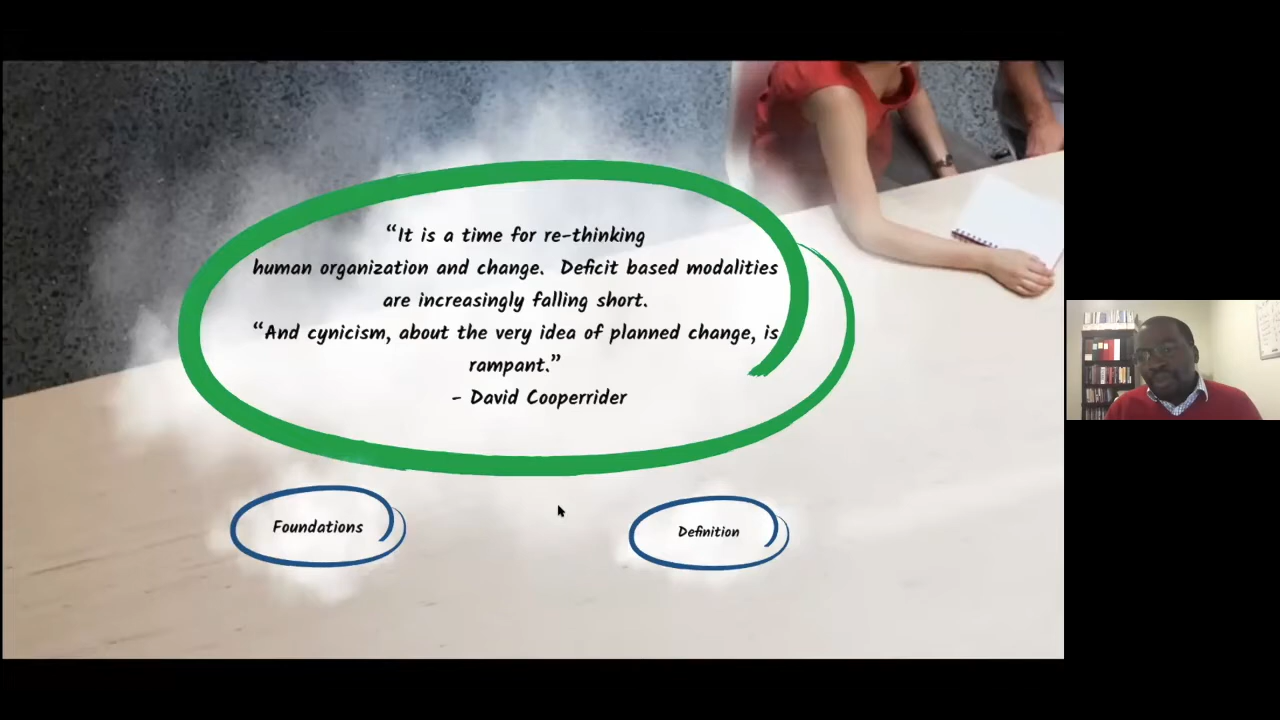 “It is a time for re-thinking
human organization and change.  Deficit based modalities
are increasingly falling short.
“And cynicism, about the very idea of planned change, is
rampant.”
- David Cooperrider
Foundations
Definition